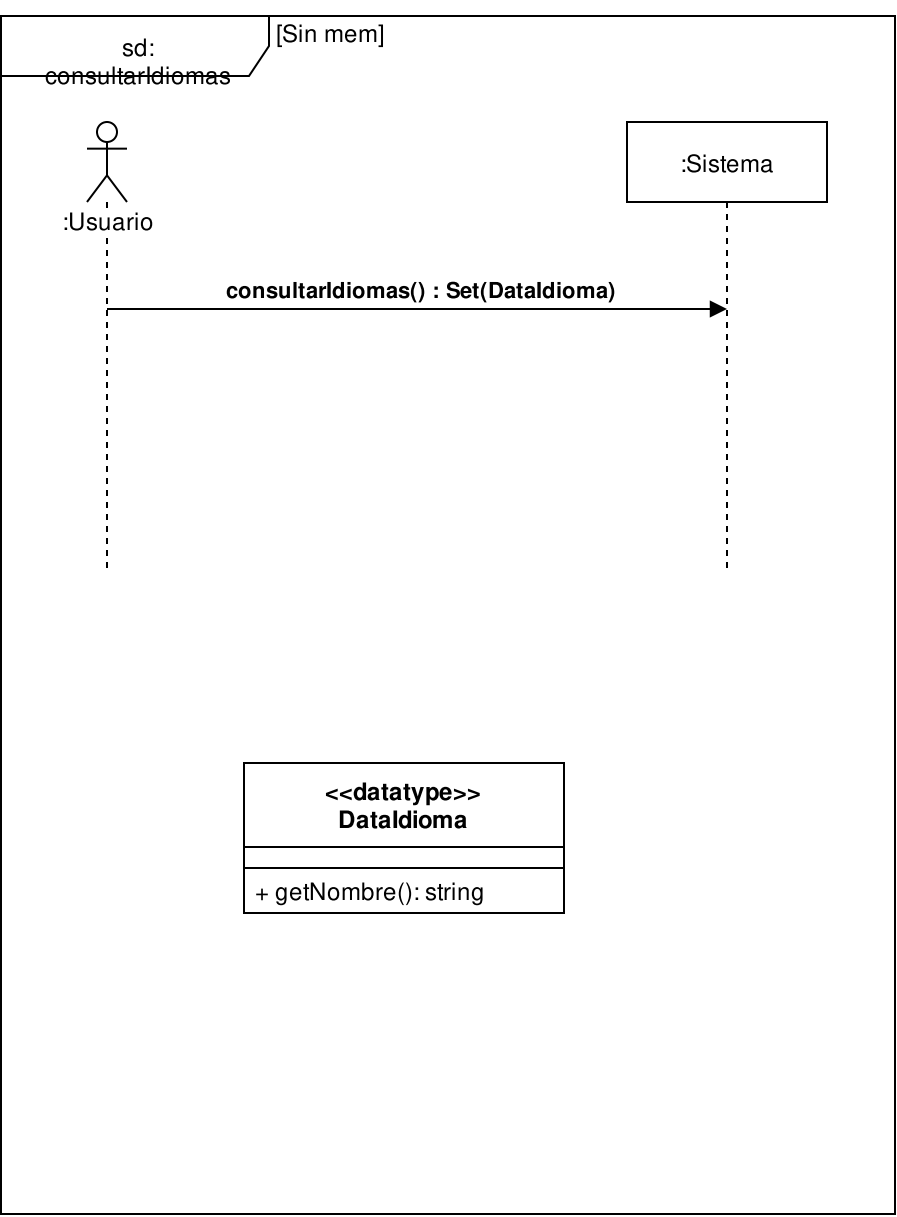 sd:
consultarIdiomas
[Sin mem]
:Usuario
:Sistema
consultarIdiomas() : Set(DataIdioma)
<<datatype>>
DataIdioma
+ getNombre(): string